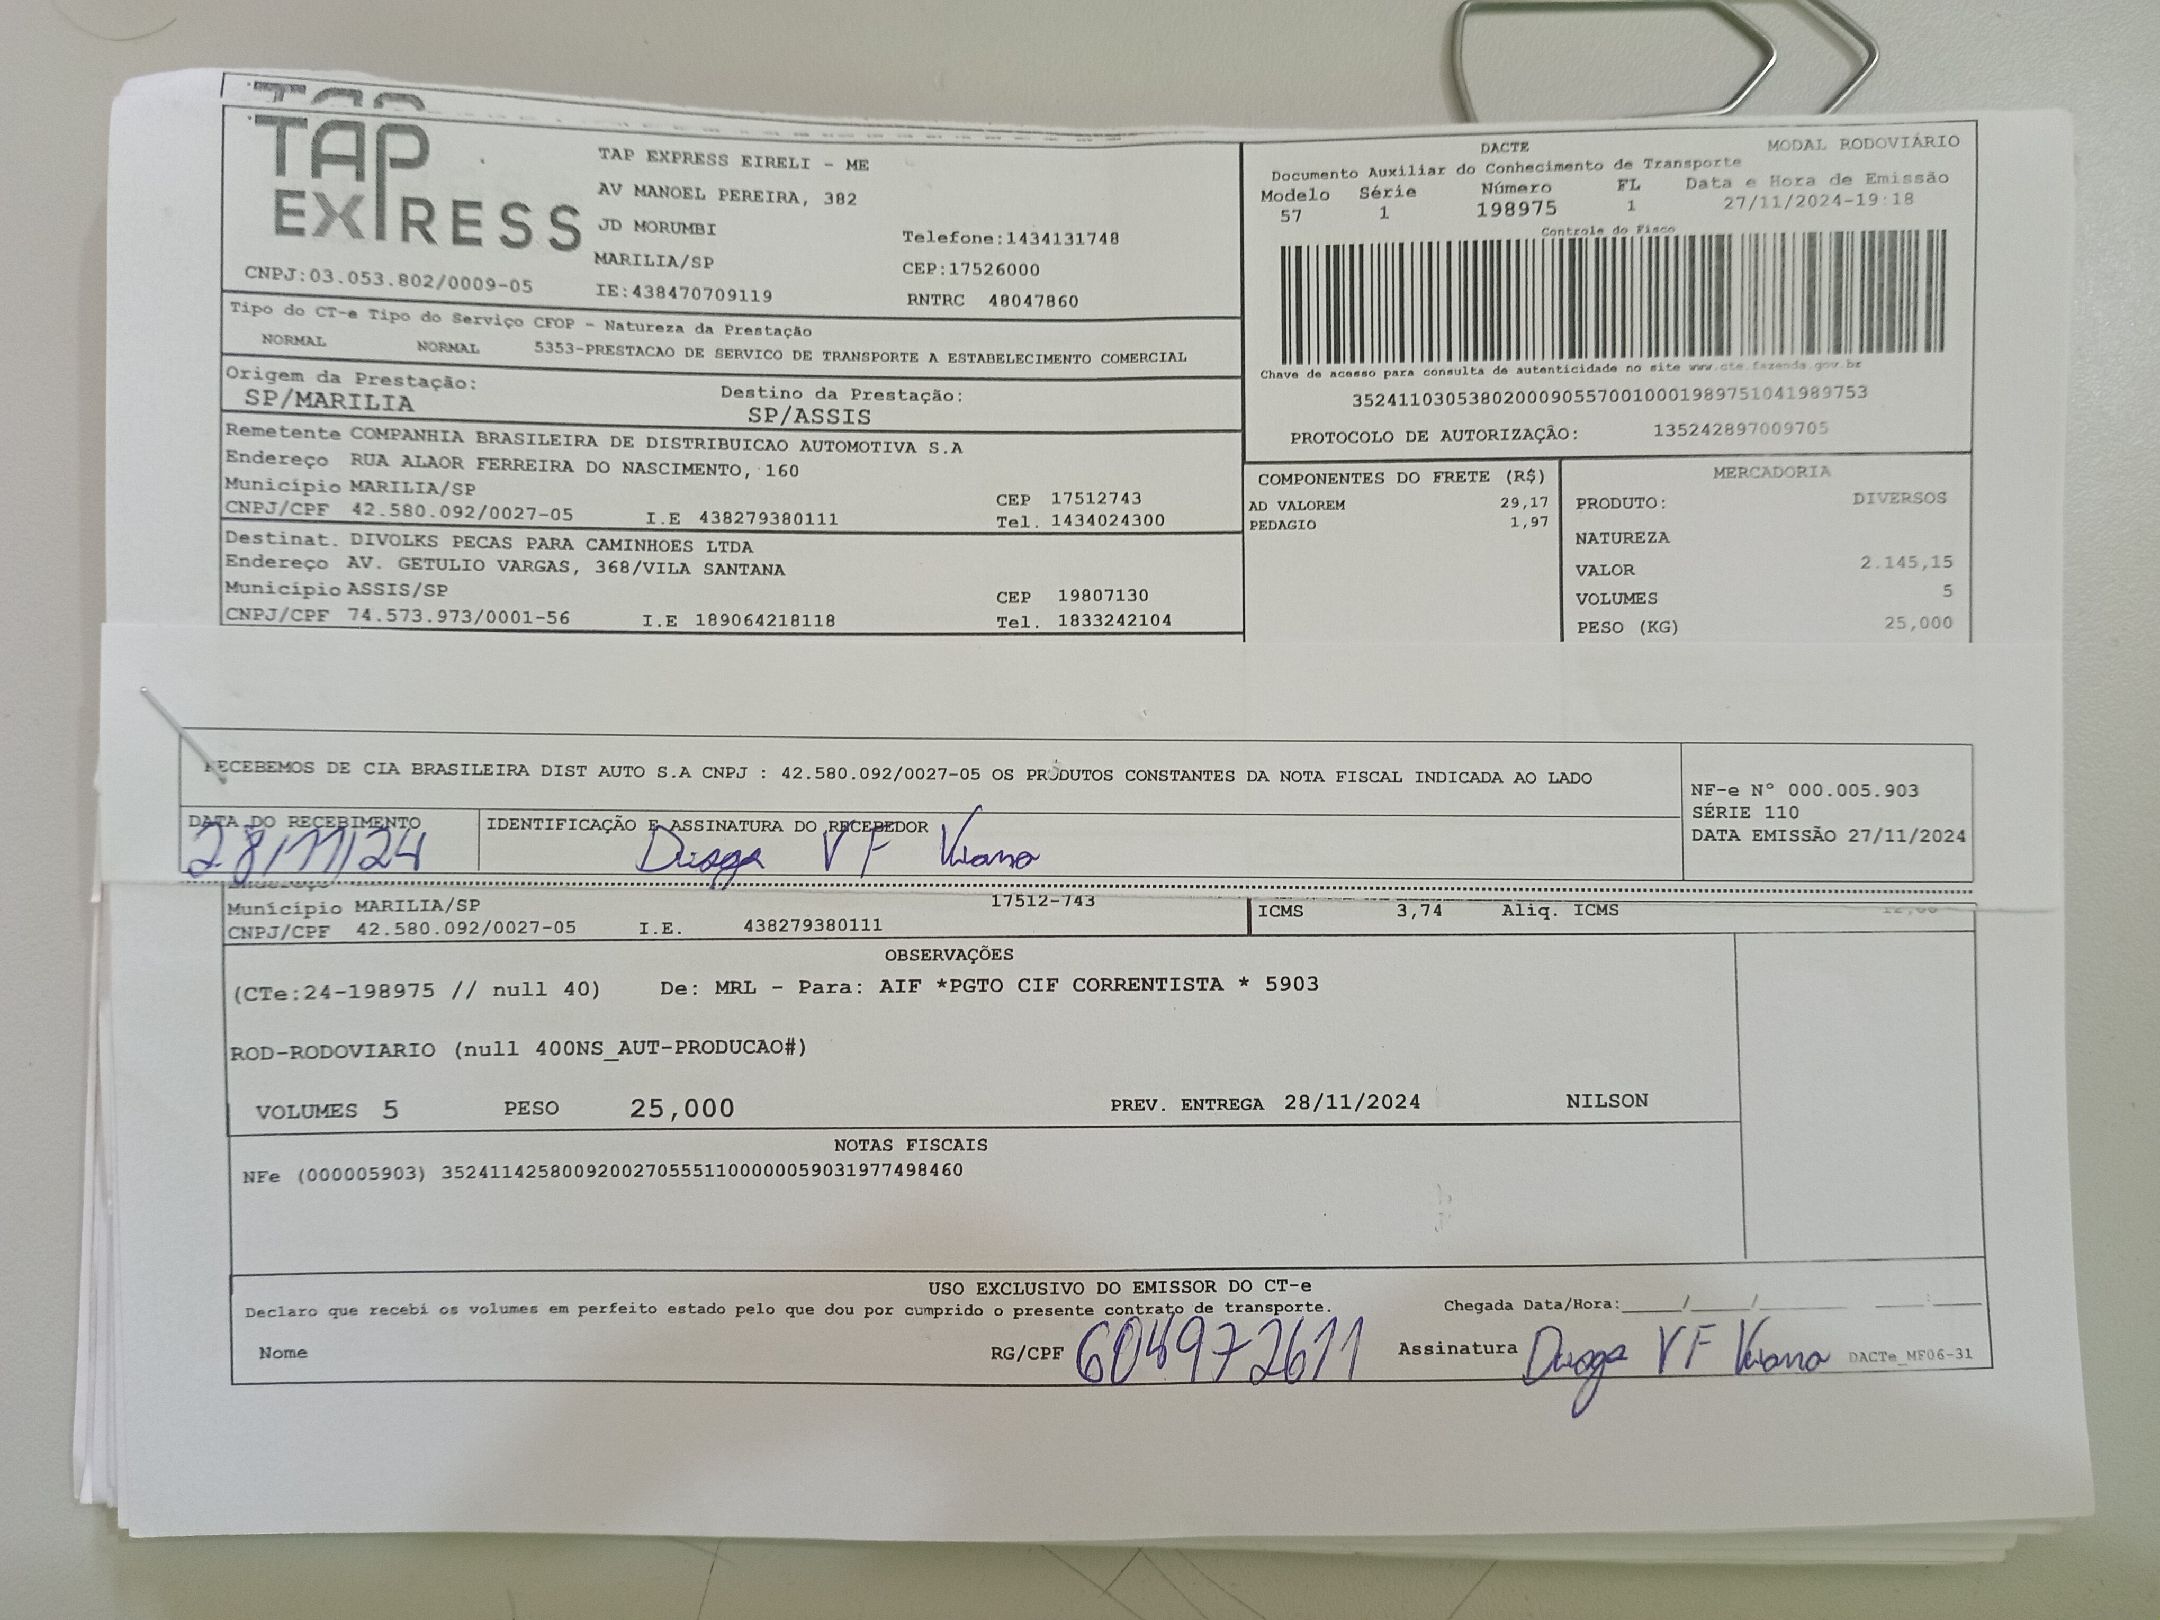 TAP EXPRESS
TAP EXPRESS EIRELI - ME
AV MANOEL PEREIRA, 382
JD MORUMBI
Telefone:1434131748
MARILIA/SP
CEP:17526000
CNPJ:03.053.802/0009-05
IE:438470709119
RNTRC 48047860
DACTE
MODAL RODOVIÁRIO
Documento Auxiliar do Conhecimento de Transporte
Modelo Série Número FL Data e Hora de Emissão
57 1 198975 1 27/11/2024-19:18
Controle do Fisco
Chave de acesso para consulta de autenticidade no site www.cte.fazenda.gov.br
35241103053802000905570010001989751041989753
PROTOCOLO DE AUTORIZAÇÃO: 135242897009705
Tipo do CT-e Tipo do Serviço CFOP - Natureza da Prestação
NORMAL NORMAL 5353-PRESTACAO DE SERVICO DE TRANSPORTE A ESTABELECIMENTO COMERCIAL
Origem da Prestação: Destino da Prestação:
SP/MARILIA SP/ASSIS
Remetente COMPANHIA BRASILEIRA DE DISTRIBUICAO AUTOMOTIVA S.A
Endereço RUA ALAOR FERREIRA DO NASCIMENTO, 160
Município MARILIA/SP CEP 17512743
CNPJ/CPF 42.580.092/0027-05 I.E 438279380111 Tel. 1434024300
Destinat. DIVOLKS PECAS PARA CAMINHOES LTDA
Endereço AV. GETULIO VARGAS, 368/VILA SANTANA
Município ASSIS/SP CEP 19807130
CNPJ/CPF 74.573.973/0001-56 I.E 189064218118 Tel. 1833242104
COMPONENTES DO FRETE (R$)
AD VALOREM 29,17
PEDAGIO 1,97
MERCADORIA
PRODUTO: DIVERSOS
NATUREZA
VALOR 2.145,15
VOLUMES 5
PESO (KG) 25,000
RECEBEMOS DE CIA BRASILEIRA DIST AUTO S.A CNPJ : 42.580.092/0027-05 OS PRODUTOS CONSTANTES DA NOTA FISCAL INDICADA AO LADO
NF-e N° 000.005.903
SÉRIE 110
DATA EMISSÃO 27/11/2024
DATA DO RECEBIMENTO IDENTIFICAÇÃO E ASSINATURA DO RECEBEDOR
28/11/24 VF Viana
Município MARILIA/SP 17512-743
CNPJ/CPF 42.580.092/0027-05 I.E. 438279380111
ICMS 3,74 Aliq. ICMS
OBSERVAÇÕES
(CTe:24-198975 // null 40) De: MRL - Para: AIF *PGTO CIF CORRENTISTA * 5903
ROD-RODOVIARIO (null 400NS_AUT-PRODUCAO#)
VOLUMES 5 PESO 25,000 PREV. ENTREGA 28/11/2024 NILSON
NOTAS FISCAIS
NFe (000005903) 35241142580092002705551100000059031977498460
USO EXCLUSIVO DO EMISSOR DO CT-e
Declaro que recebi os volumes em perfeito estado pelo que dou por cumprido o presente contrato de transporte. Chegada Data/Hora:_____/_____/_______ ____:____
Nome RG/CPF 604972611 Assinatura VF Viana DACTe_MF06-31